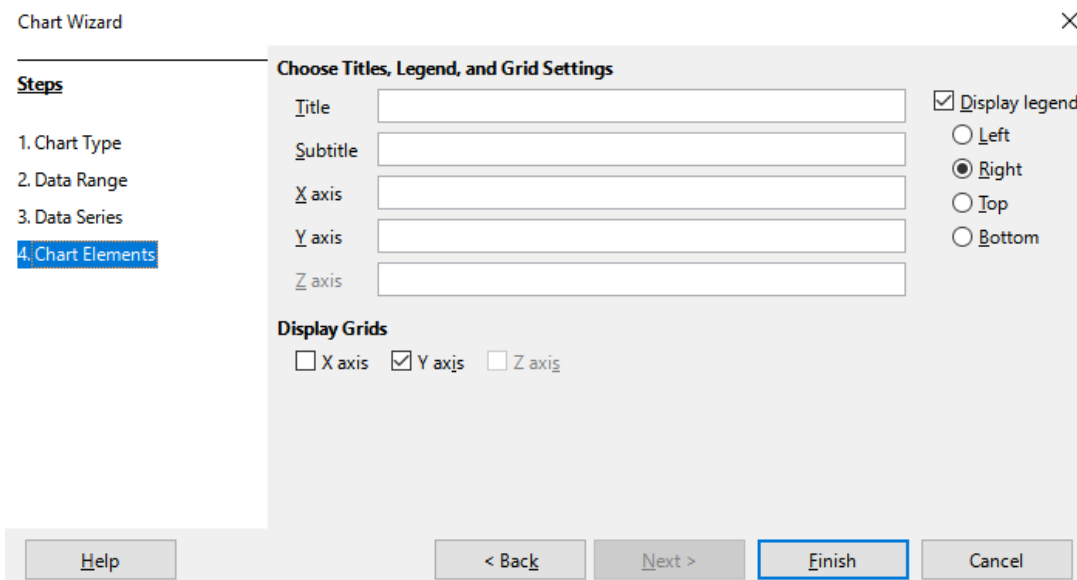 Chart Wizard
Steps
1. Chart Type
2. Data Range
3. Data Series
4. Chart Elements
Choose Titles, Legend, and Grid Settings
Title
Subtitle
X axis
Y axis
Z axis
Display legend
Left
Right
Top
Bottom
Display Grids
X axis Y axis Z axis
Help < Back Next > Finish Cancel